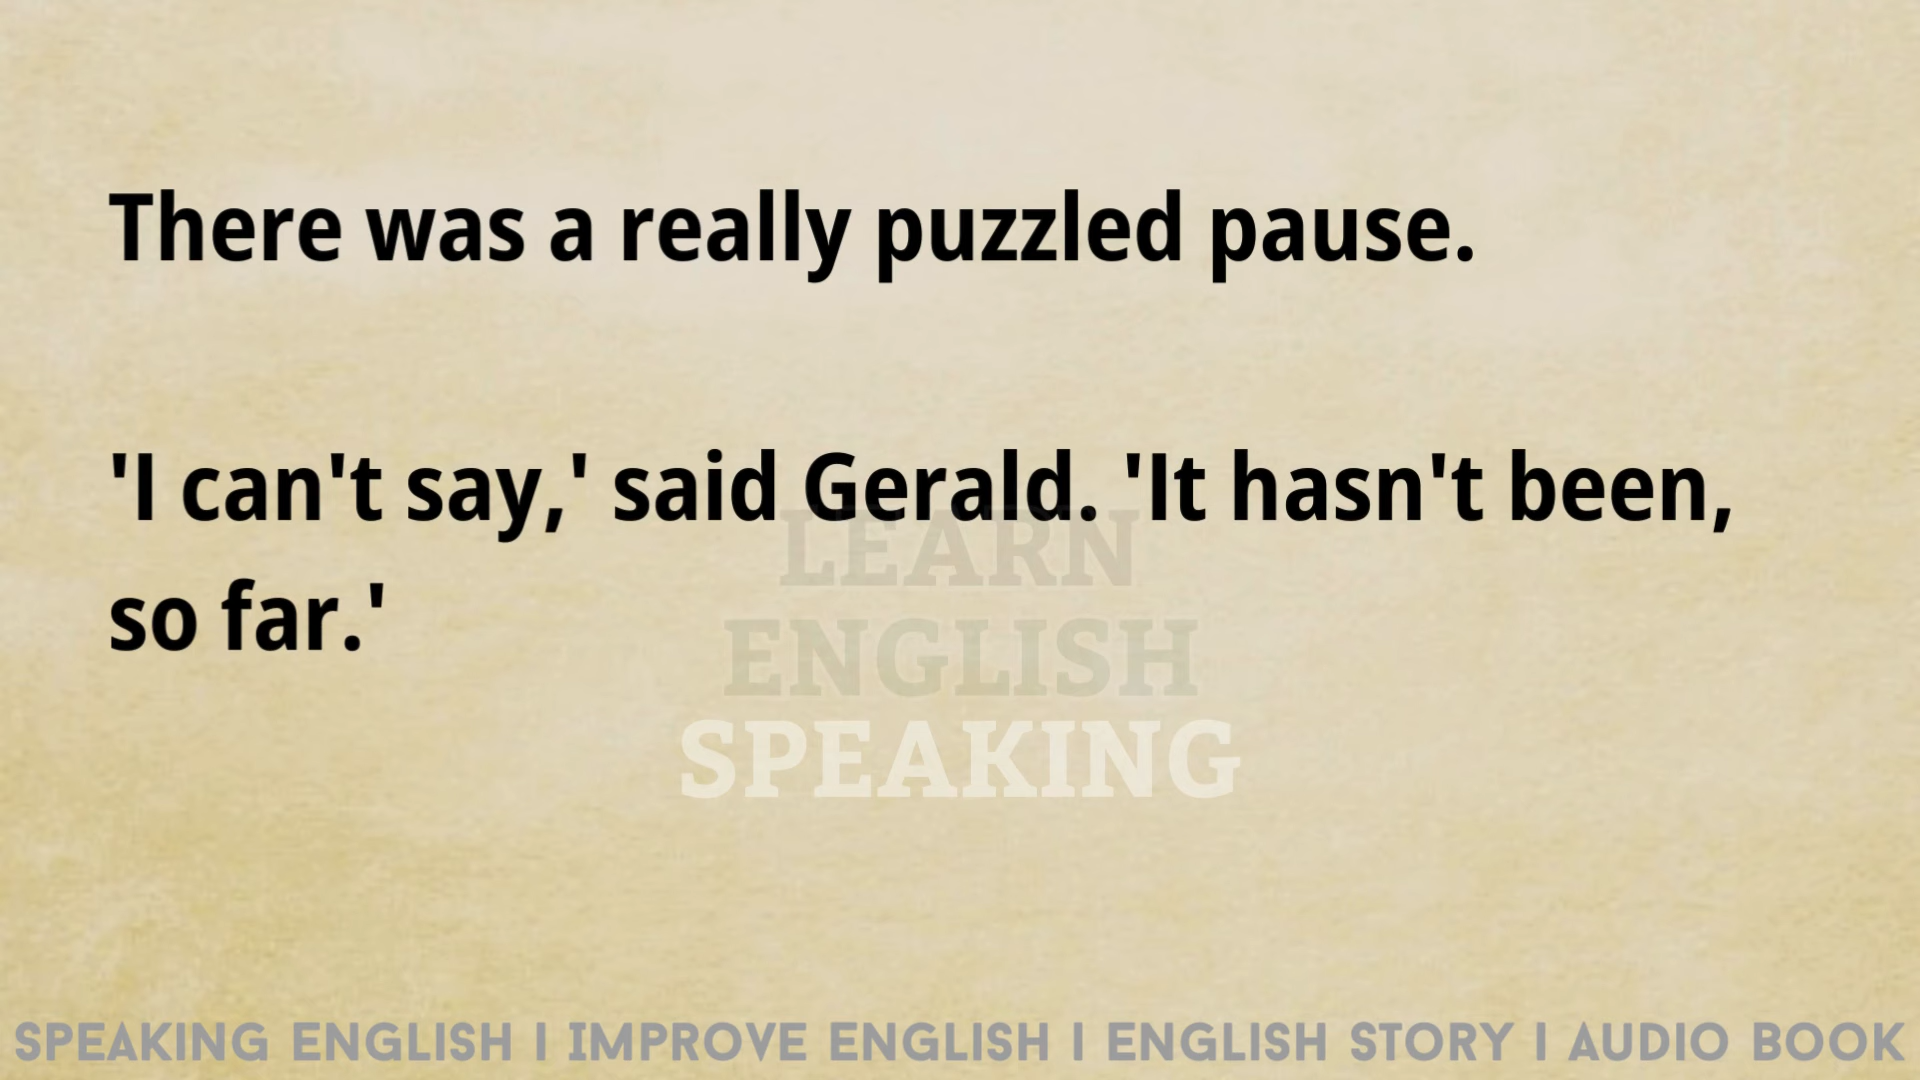 There was a really puzzled pause.
'I can't say,' said Gerald. 'It hasn't been,
so far.'
LEARN
ENGLISH
SPEAKING
SPEAKING ENGLISH I IMPROVE ENGLISH I ENGLISH STORY I AUDIO BOOK